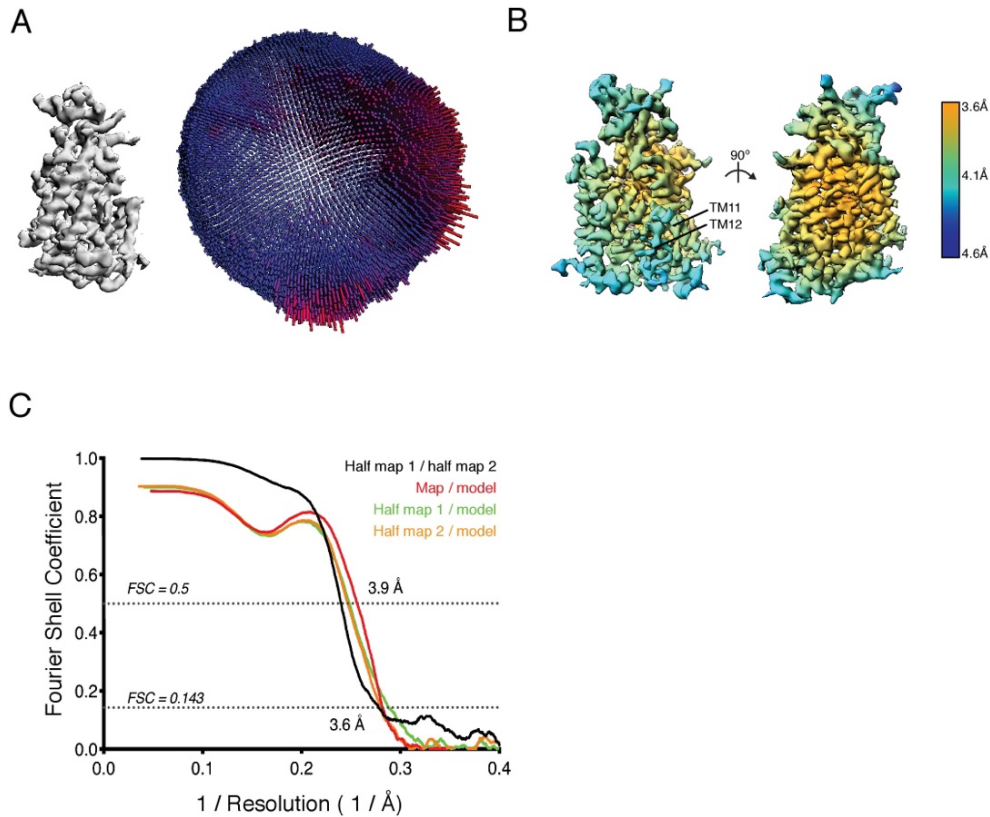 A
B
90°
TM11
TM12
3.6Å
4.1Å
4.6Å
C
Half map 1 / half map 2
Map / model
Half map 1 / model
Half map 2 / model
FSC = 0.5
3.9 Å
FSC = 0.143
3.6 Å
1.0
0.8
0.6
0.4
0.2
0.0
0.0 0.1 0.2 0.3 0.4
Fourier Shell Coefficient
1 / Resolution ( 1 / Å)